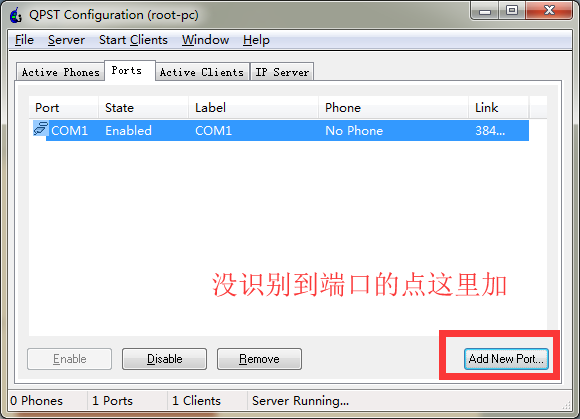 QPST Configuration (root-pc)
File Server Start Clients Window Help
Active Phones Ports Active Clients IP Server
Port State Label Phone Link
COM1 Enabled COM1 No Phone 384...
没识别到端口的点这里加
Enable Disable Remove Add New Port...
0 Phones 1 Ports 1 Clients Server Running...